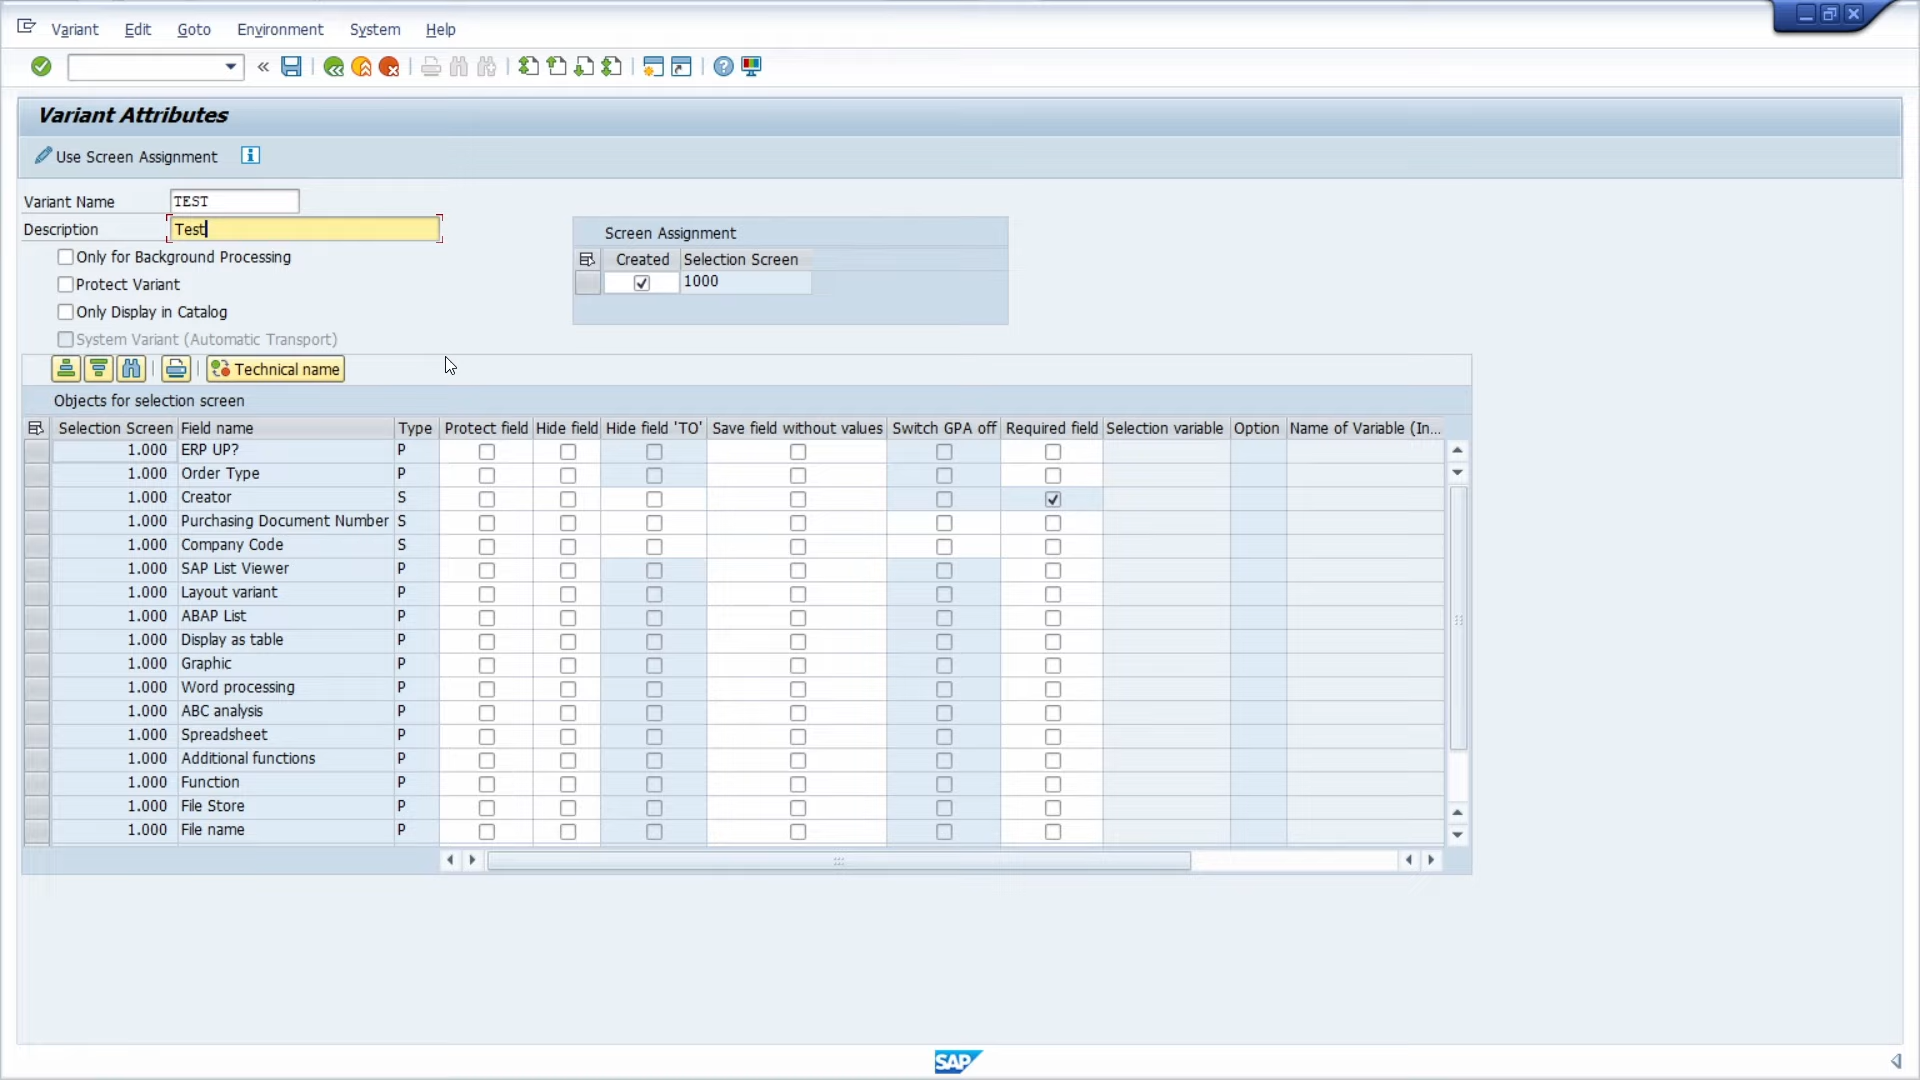 Variant Edit Goto Environment System Help
Variant Attributes
Use Screen Assignment
Variant Name TEST
Description Test
Only for Background Processing
Protect Variant
Only Display in Catalog
System Variant (Automatic Transport)
Screen Assignment
Created Selection Screen
1000
Technical name
Objects for selection screen
Selection Screen Field name Type Protect field Hide field Hide field 'TO' Save field without values Switch GPA off Required field Selection variable Option Name of Variable (In...
1.000 ERP UP? P
1.000 Order Type P
1.000 Creator S
1.000 Purchasing Document Number S
1.000 Company Code S
1.000 SAP List Viewer P
1.000 Layout variant P
1.000 ABAP List P
1.000 Display as table P
1.000 Graphic P
1.000 Word processing P
1.000 ABC analysis P
1.000 Spreadsheet P
1.000 Additional functions P
1.000 Function P
1.000 File Store P
1.000 File name P
SAP